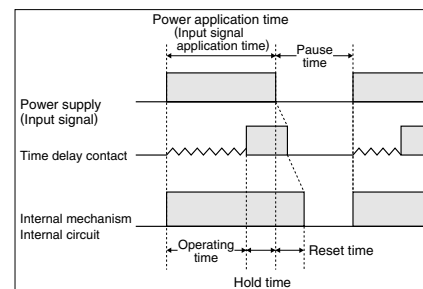 Power application time
(Input signal
application time)
Pause
time
Power supply
(Input signal)
Time delay contact
Internal mechanism
Internal circuit
Operating
time
Reset time
Hold time